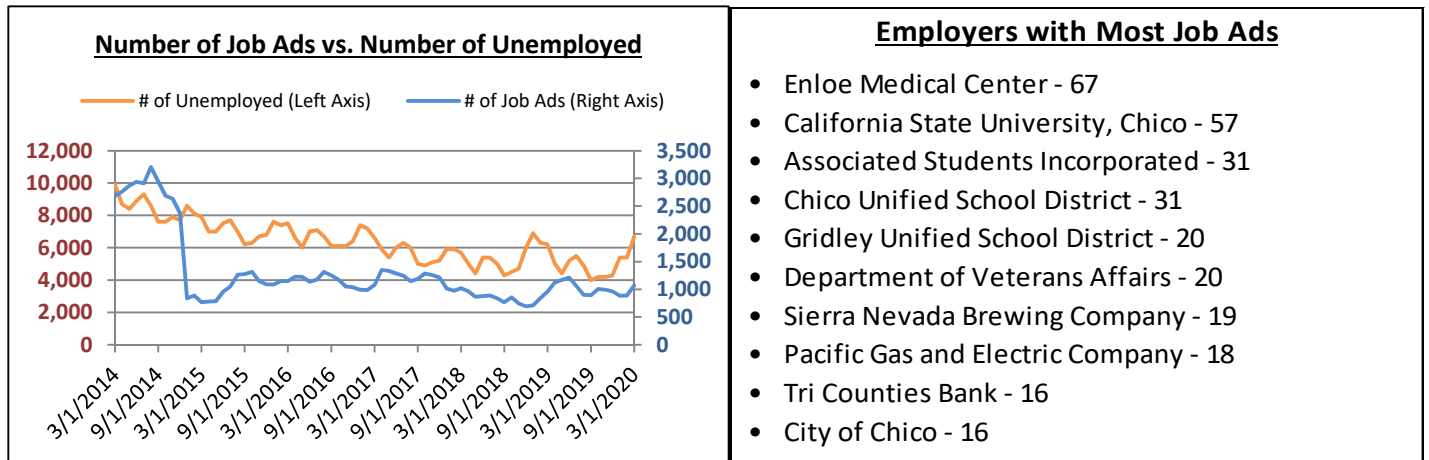 Number of Job Ads vs. Number of Unemployed
# of Unemployed (Left Axis) # of Job Ads (Right Axis)
12,000
10,000
8,000
6,000
4,000
2,000
0
3,500
3,000
2,500
2,000
1,500
1,000
500
0
3/1/2014
9/1/2014
3/1/2015
9/1/2015
3/1/2016
9/1/2016
3/1/2017
9/1/2017
3/1/2018
9/1/2018
3/1/2019
9/1/2019
3/1/2020
Employers with Most Job Ads
• Enloe Medical Center - 67
• California State University, Chico - 57
• Associated Students Incorporated - 31
• Chico Unified School District - 31
• Gridley Unified School District - 20
• Department of Veterans Affairs - 20
• Sierra Nevada Brewing Company - 19
• Pacific Gas and Electric Company - 18
• Tri Counties Bank - 16
• City of Chico - 16